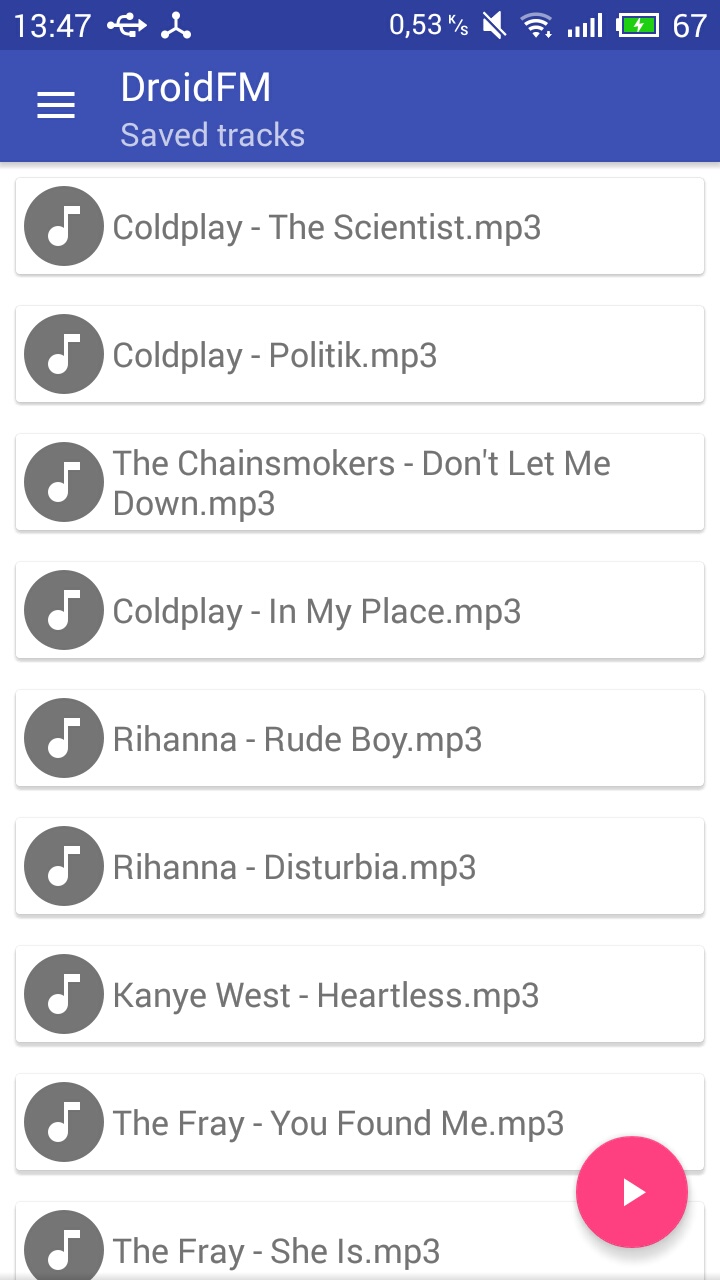 13:47 0,53 K/s 67
DroidFM
Saved tracks
Coldplay - The Scientist.mp3
Coldplay - Politik.mp3
The Chainsmokers - Don't Let Me
Down.mp3
Coldplay - In My Place.mp3
Rihanna - Rude Boy.mp3
Rihanna - Disturbia.mp3
Kanye West - Heartless.mp3
The Fray - You Found Me.mp3
The Fray - She Is.mp3